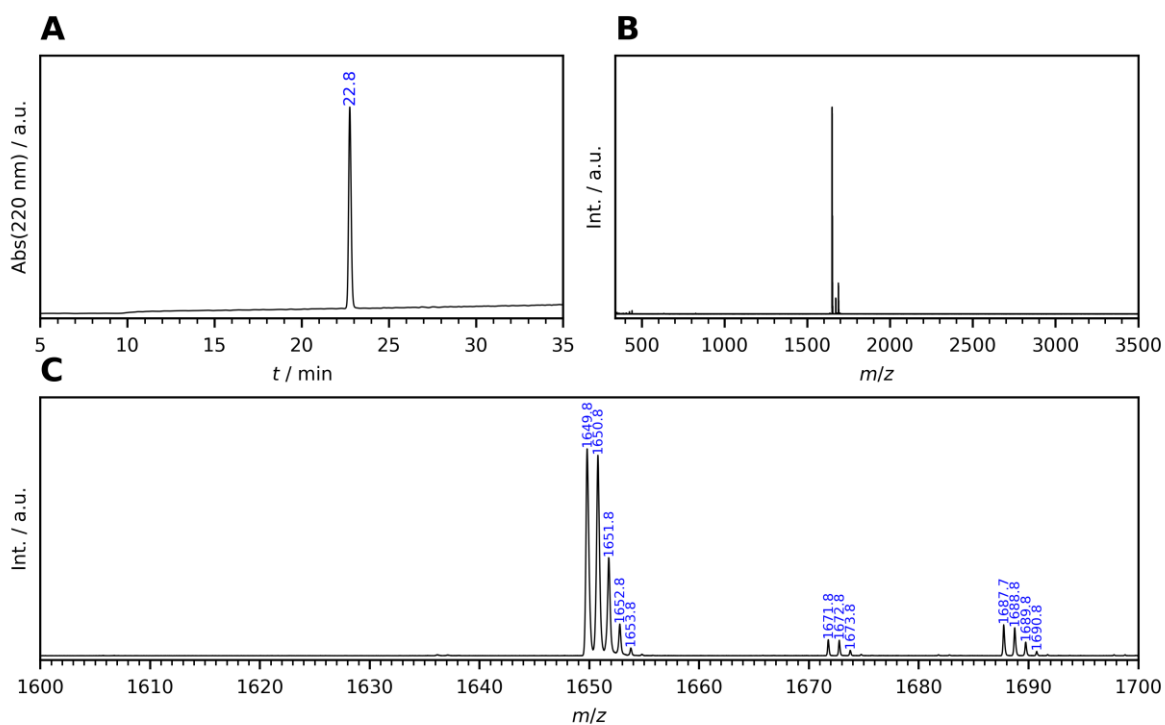 A
B
22.8
Abs(220 nm) / a.u.
5 10 15 20 25 30 35
t / min
Int. / a.u.
500 1000 1500 2000 2500 3000 3500
m/z
C
1649.8
1650.8
1651.8
1652.8
1653.8
1671.8
1672.8
1673.8
1687.7
1688.8
1689.8
1690.8
Int. / a.u.
1600 1610 1620 1630 1640 1650 1660 1670 1680 1690 1700
m/z